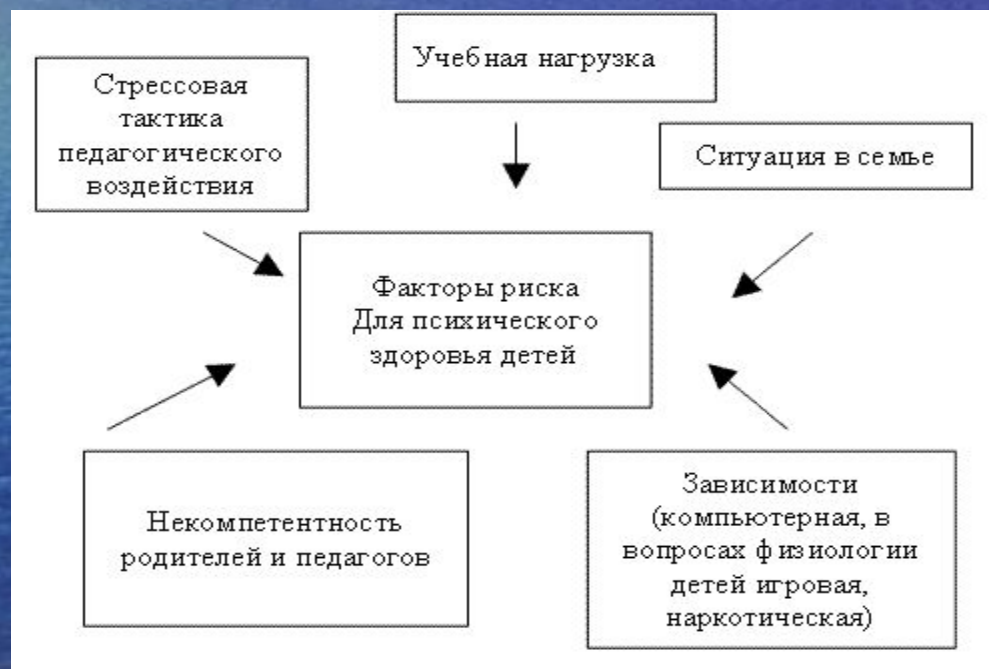 Учебная нагрузка
Стрессовая
тактика
педагогического
воздействия
Ситуация в семье
Факторы риска
Для психического
здоровья детей
Некомпетентность
родителей и педагогов
Зависимости
(компьютерная, в
вопросах физиологии
детей игровая,
наркотическая)